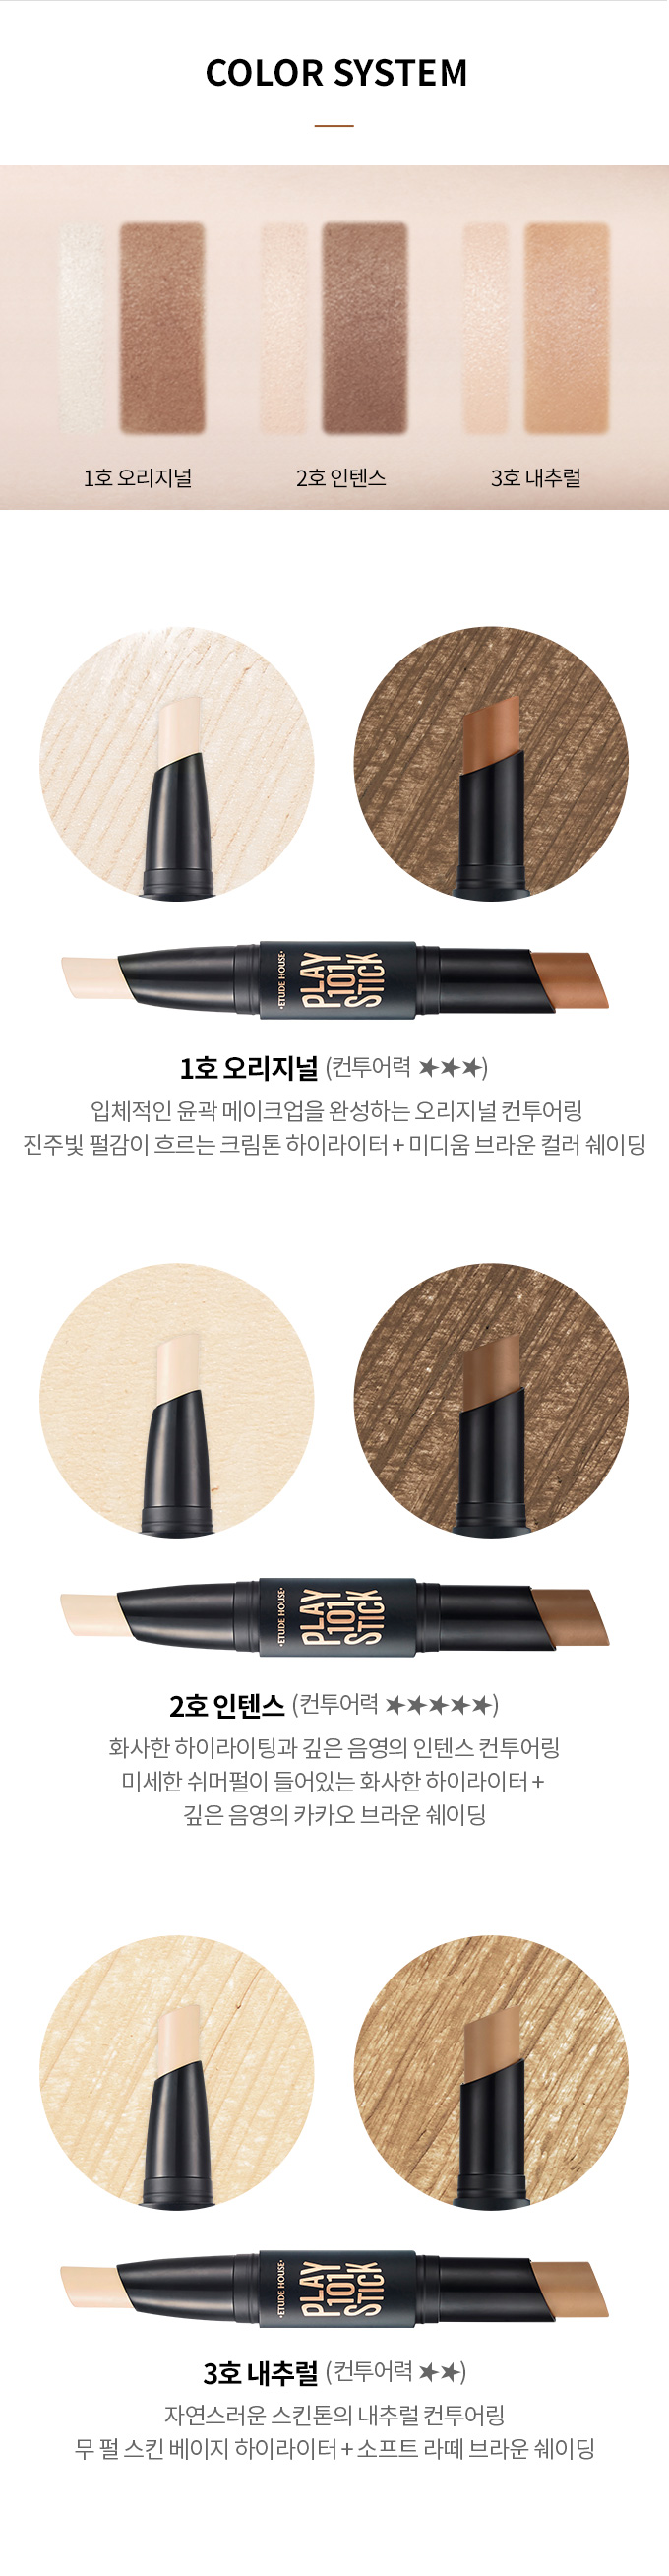 COLOR SYSTEM
1호 오리지널
2호 인텐스
3호 내추럴
•ETUDE HOUSE•
PLAY
101
STICK
1호 오리지널 (컨투어력 ★★★)
입체적인 윤곽 메이크업을 완성하는 오리지널 컨투어링
진주빛 펄감이 흐르는 크림톤 하이라이터 + 미디움 브라운 컬러 쉐이딩
•ETUDE HOUSE•
PLAY
101
STICK
2호 인텐스 (컨투어력 ★★★★★)
화사한 하이라이팅과 깊은 음영의 인텐스 컨투어링
미세한 쉬머펄이 들어있는 화사한 하이라이터 +
깊은 음영의 카카오 브라운 쉐이딩
•ETUDE HOUSE•
PLAY
101
STICK
3호 내추럴 (컨투어력 ★★)
자연스러운 스킨톤의 내추럴 컨투어링
무 펄 스킨 베이지 하이라이터 + 소프트 라떼 브라운 쉐이딩